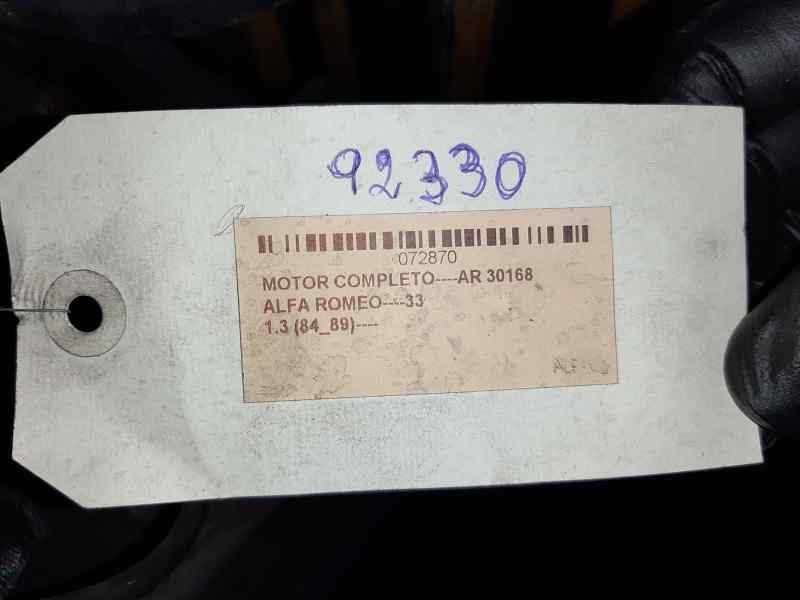 92330
072870
MOTOR COMPLETO----AR 30168
ALFA ROMEO----33
1.3 (84_89)----